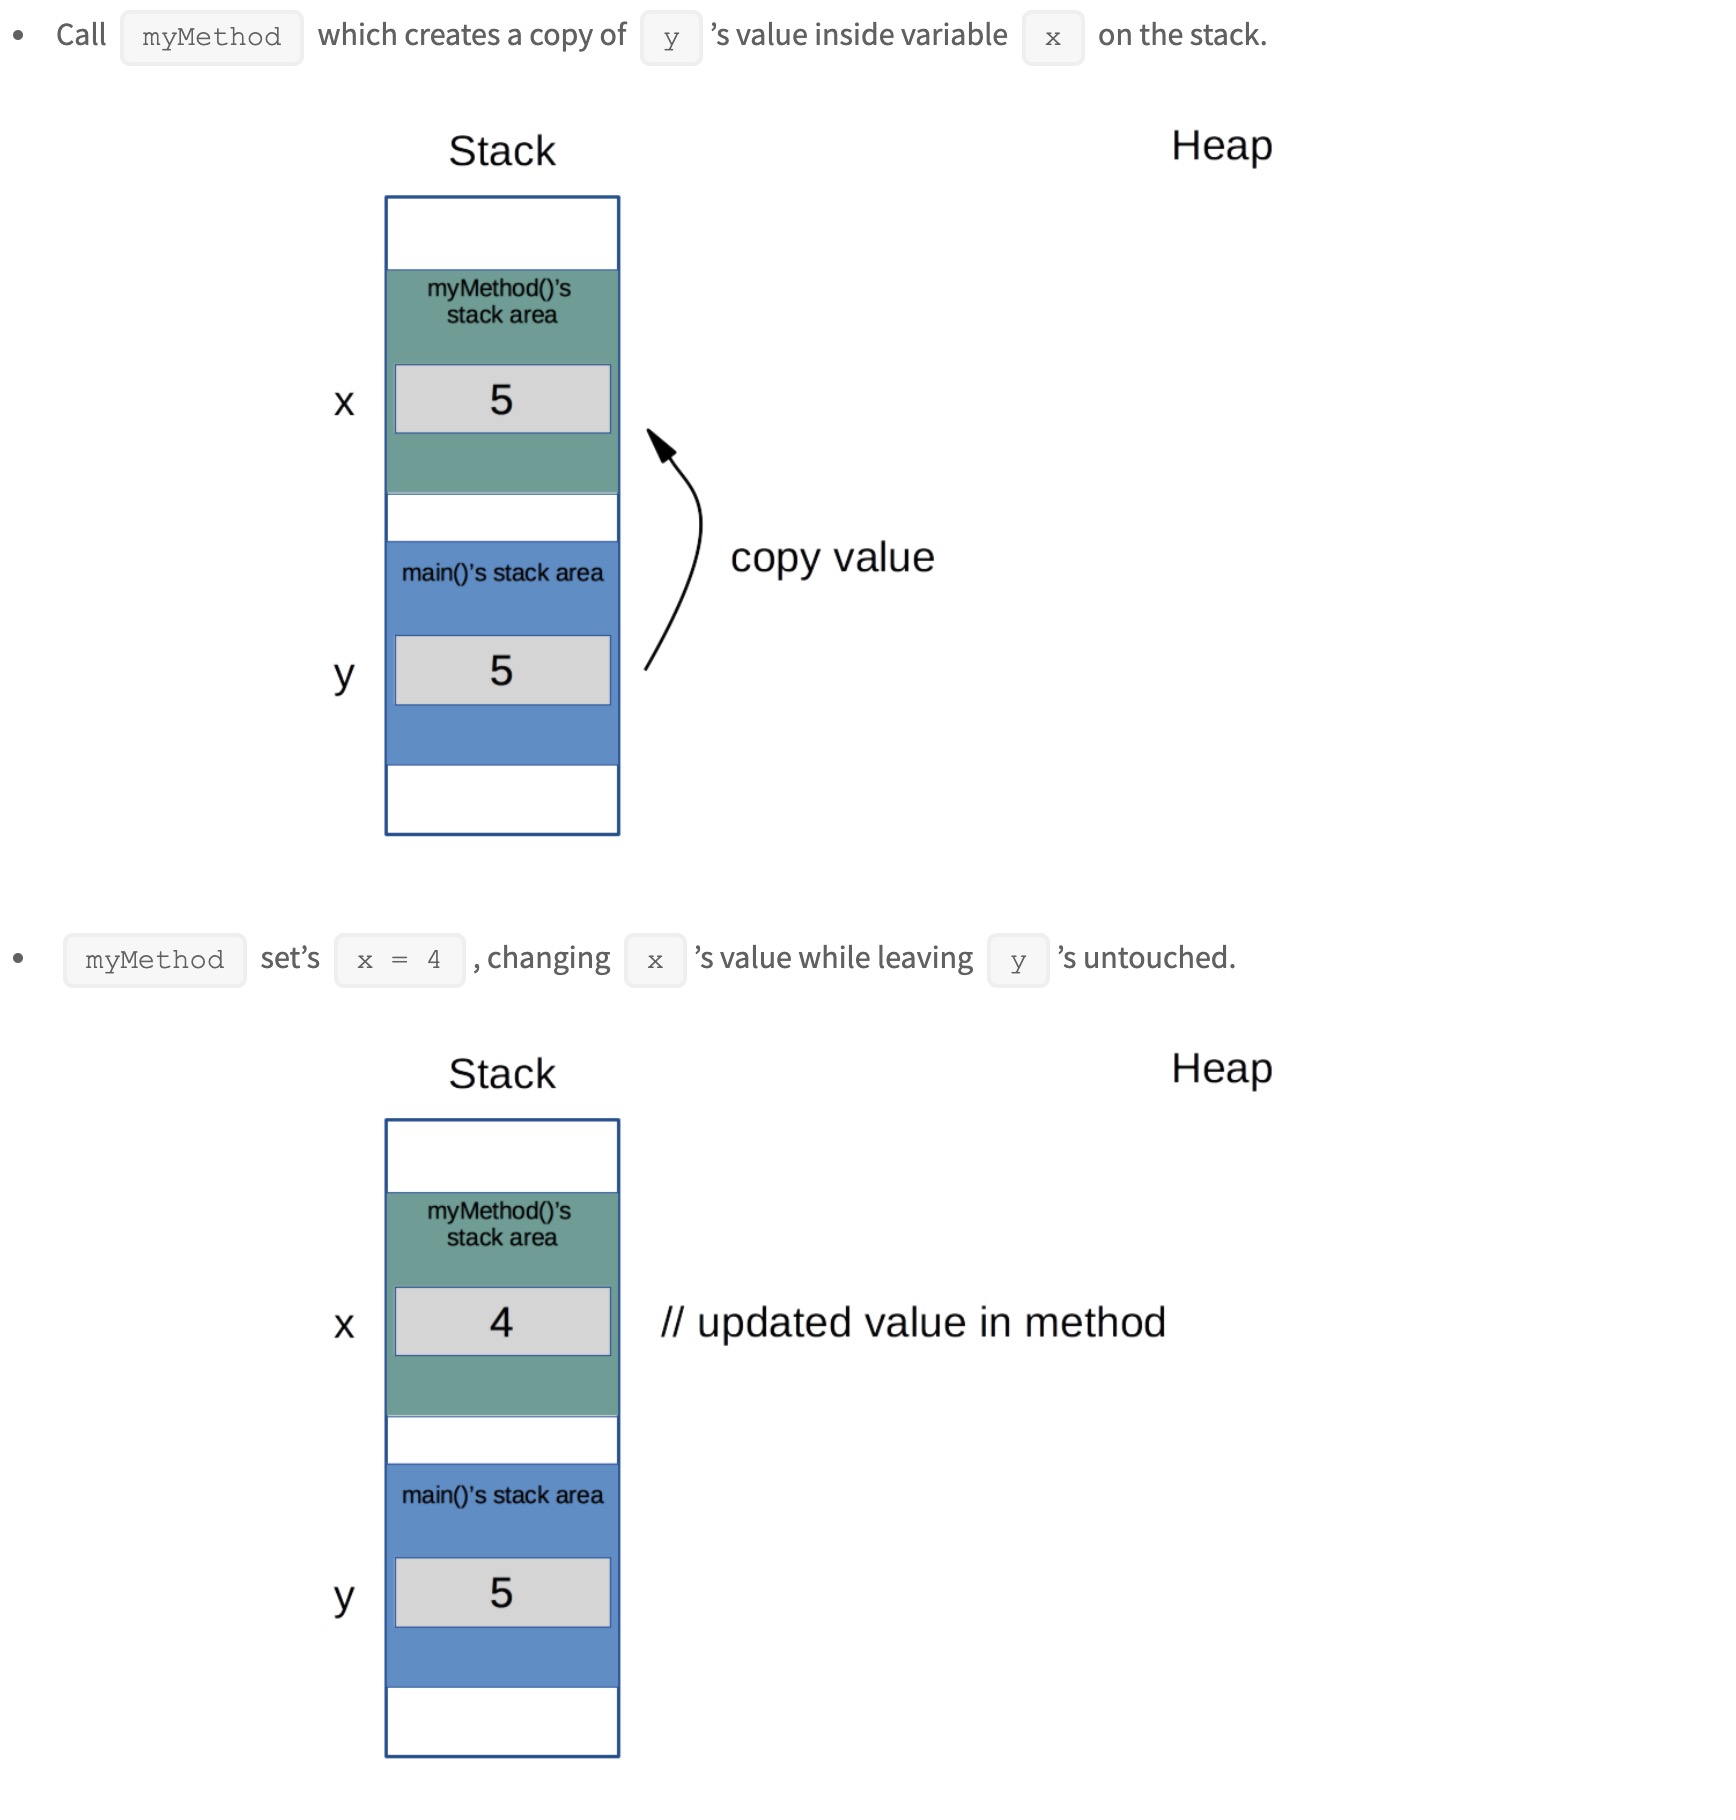 Call myMethod which creates a copy of y ’s value inside variable x on the stack.
Stack
Heap
myMethod()’s
stack area
x
5
copy value
main()’s stack area
y
5
myMethod set’s x = 4 , changing x ’s value while leaving y ’s untouched.
Stack
Heap
myMethod()’s
stack area
x
4
// updated value in method
main()’s stack area
y
5